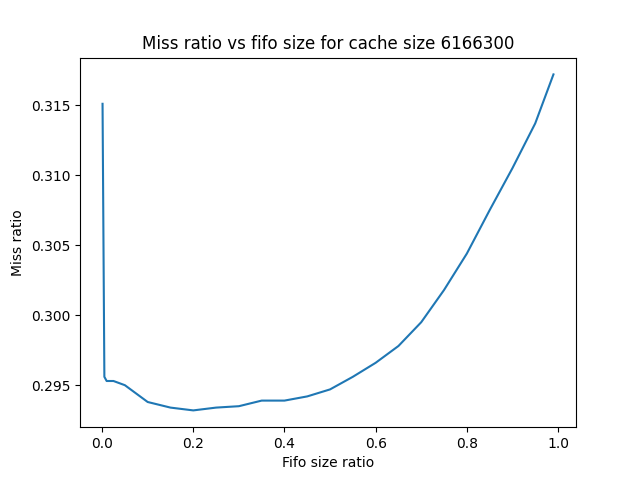 Miss ratio vs fifo size for cache size 6166300
Miss ratio
0.315
0.310
0.305
0.300
0.295
0.0 0.2 0.4 0.6 0.8 1.0
Fifo size ratio